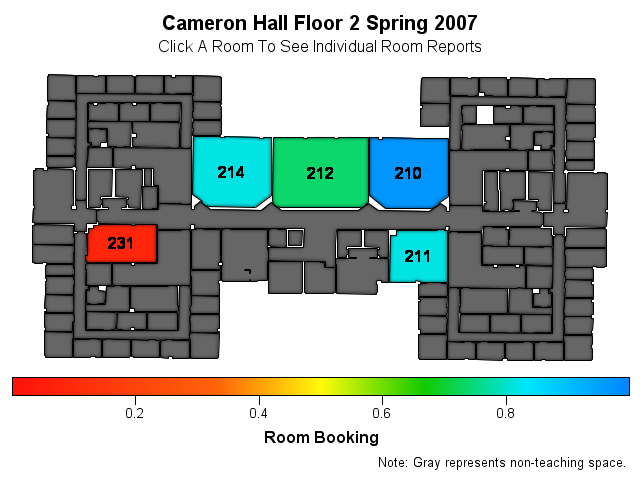 Cameron Hall Floor 2 Spring 2007
Click A Room To See Individual Room Reports
214
212
210
231
211
0.2
0.4
0.6
0.8
Room Booking
Note: Gray represents non-teaching space.